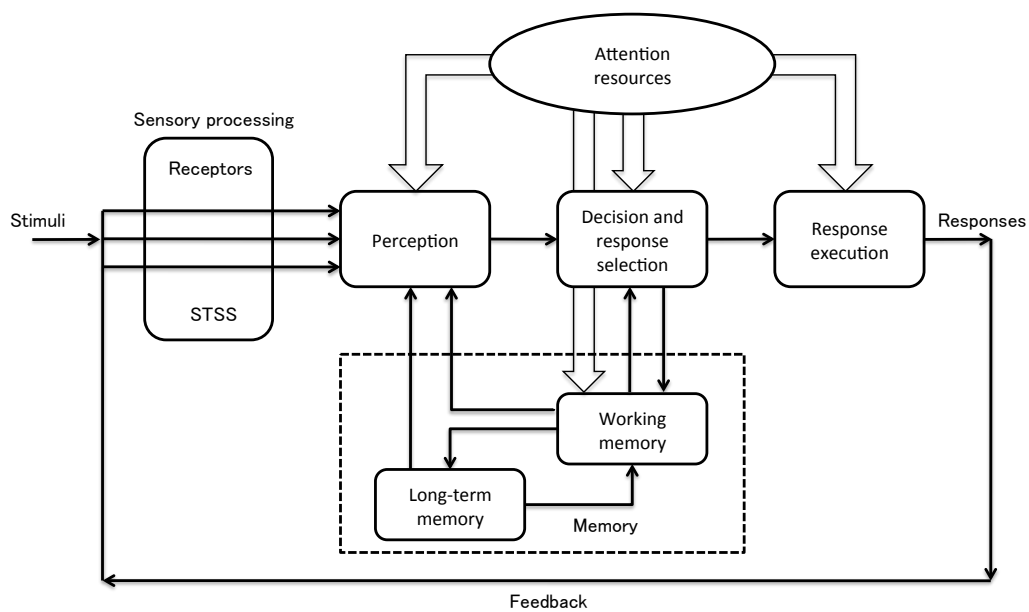 Attention
resources
Sensory processing
Receptors
Stimuli
Perception
Decision and
response
selection
Response
execution
Responses
STSS
Working
memory
Long-term
memory
Memory
Feedback